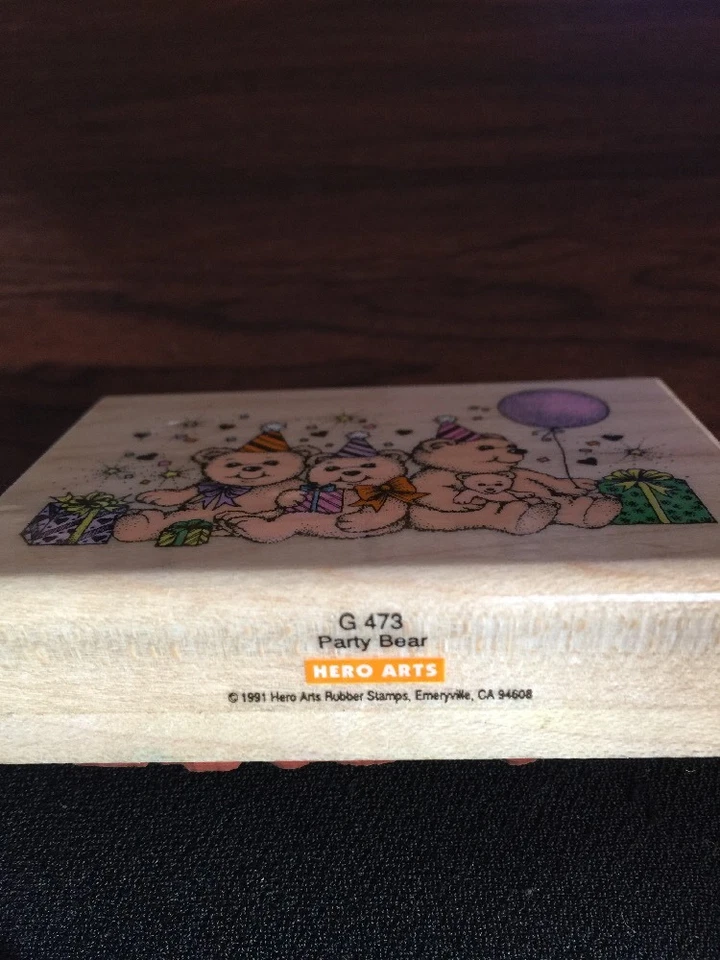 G 473
Party Bear
HERO ARTS
© 1991 Hero Arts Rubber Stamps, Emeryville, CA 94608